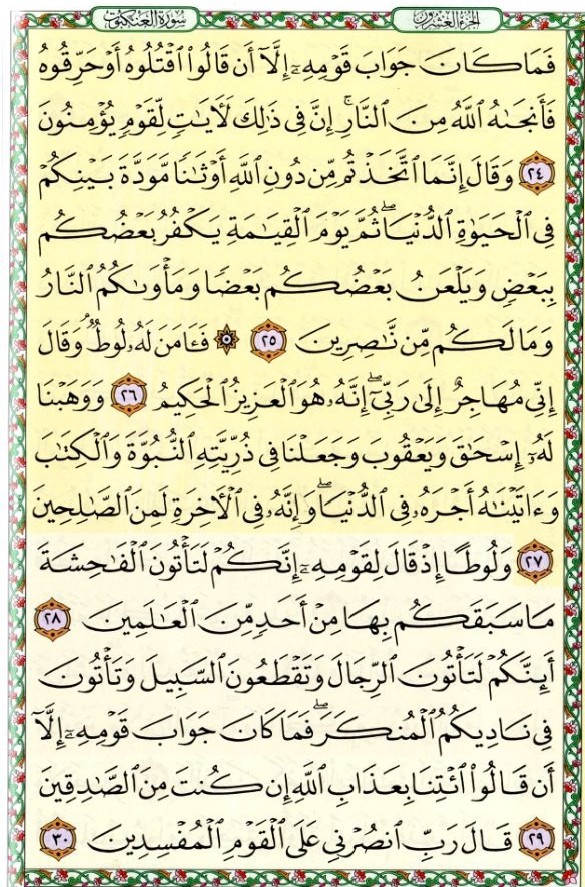 الجزء العشرون
سورة العنكبوت
فَمَا كَانَ جَوَابَ قَوْمِهِۦٓ إِلَّآ أَن قَالُوا۟ ٱقْتُلُوهُ أَوْ حَرِّقُوهُ
فَأَنجَىٰهُ ٱللَّهُ مِنَ ٱلنَّارِ ۚ إِنَّ فِى ذَٰلِكَ لَـَٔايَٰتٍ لِّقَوْمٍ يُؤْمِنُونَ
٢٤ وَقَالَ إِنَّمَا ٱتَّخَذْتُم مِّن دُونِ ٱللَّهِ أَوْثَٰنًا مَّوَدَّةَ بَيْنِكُمْ
فِى ٱلْحَيَوٰةِ ٱلدُّنْيَا ۖ ثُمَّ يَوْمَ ٱلْقِيَٰمَةِ يَكْفُرُ بَعْضُكُم
بِبَعْضٍ وَيَلْعَنُ بَعْضُكُم بَعْضًا وَمَأْوَىٰكُمُ ٱلنَّارُ
وَمَا لَكُم مِّن نَّٰصِرِينَ ٢٥ ۞ فَـَٔامَنَ لَهُۥ لُوطٌ ۘ وَقَالَ
إِنِّى مُهَاجِرٌ إِلَىٰ رَبِّىٓ ۖ إِنَّهُۥ هُوَ ٱلْعَزِيزُ ٱلْحَكِيمُ ٢٦ وَوَهَبْنَا
لَهُۥٓ إِسْحَٰقَ وَيَعْقُوبَ وَجَعَلْنَا فِى ذُرِّيَّتِهِ ٱلنُّبُوَّةَ وَٱلْكِتَٰبَ
وَءَاتَيْنَٰهُ أَجْرَهُۥ فِى ٱلدُّنْيَا ۖ وَإِنَّهُۥ فِى ٱلْـَٔاخِرَةِ لَمِنَ ٱلصَّٰلِحِينَ
٢٧ وَلُوطًا إِذْ قَالَ لِقَوْمِهِۦٓ إِنَّكُمْ لَتَأْتُونَ ٱلْفَٰحِشَةَ
مَا سَبَقَكُم بِهَا مِنْ أَحَدٍ مِّنَ ٱلْعَٰلَمِينَ ٢٨
أَئِنَّكُمْ لَتَأْتُونَ ٱلرِّجَالَ وَتَقْطَعُونَ ٱلسَّبِيلَ وَتَأْتُونَ
فِى نَادِيكُمُ ٱلْمُنكَرَ ۖ فَمَا كَانَ جَوَابَ قَوْمِهِۦٓ إِلَّآ
أَن قَالُوا۟ ٱئْتِنَا بِعَذَابِ ٱللَّهِ إِن كُنتَ مِنَ ٱلصَّٰدِقِينَ
٢٩ قَالَ رَبِّ ٱنصُرْنِى عَلَى ٱلْقَوْمِ ٱلْمُفْسِدِينَ ٣٠